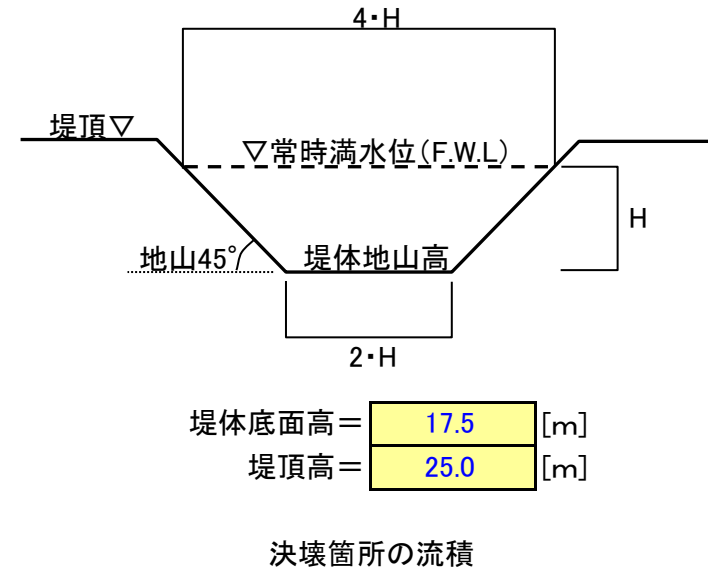 4・H
堤頂▽
▽常時満水位(F.W.L)
H
地山45°
堤体地山高
2・H
堤体底面高= 17.5 [m]
堤頂高= 25.0 [m]
決壊箇所の流積